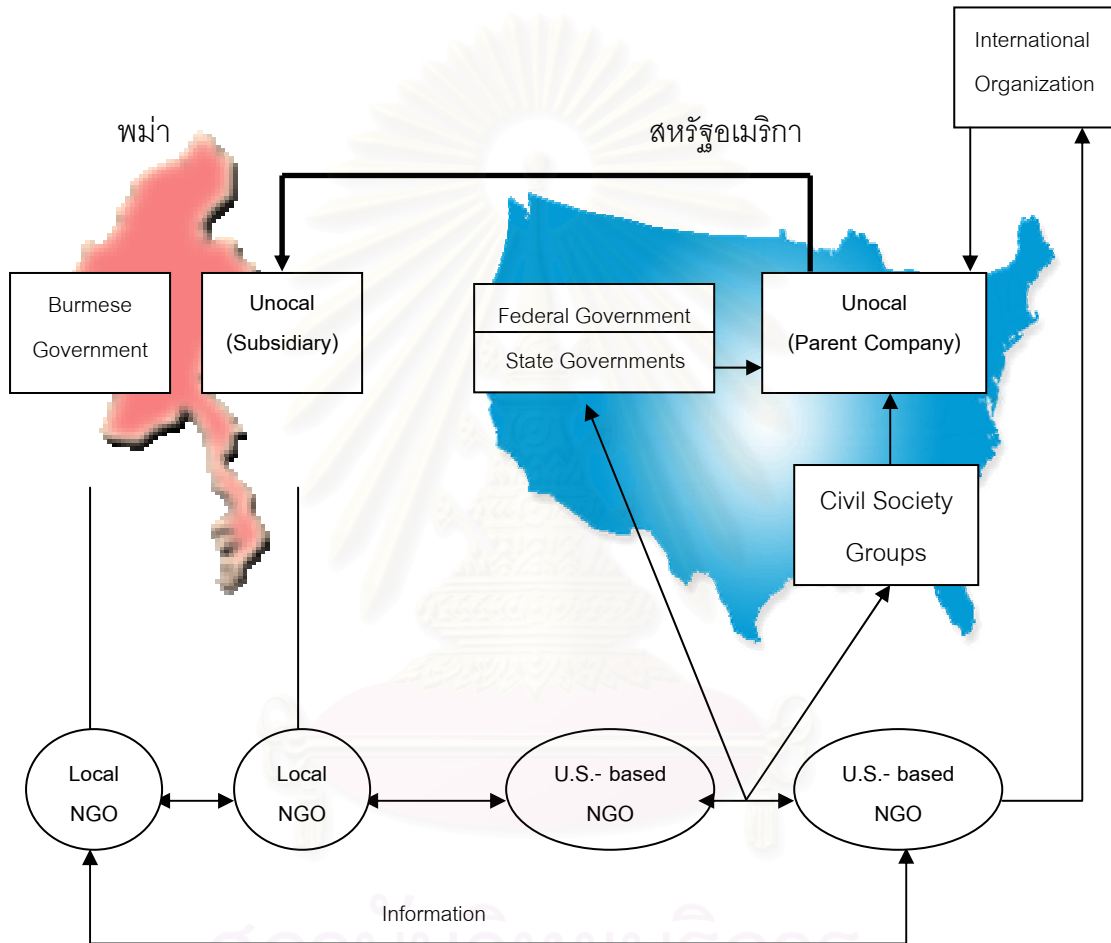 International
Organization
พม่า
สหรัฐอเมริกา
Burmese
Government
Unocal
(Subsidiary)
Federal Government
State Governments
Unocal
(Parent Company)
Civil Society
Groups
Local
NGO
Local
NGO
U.S.- based
NGO
U.S.- based
NGO
Information